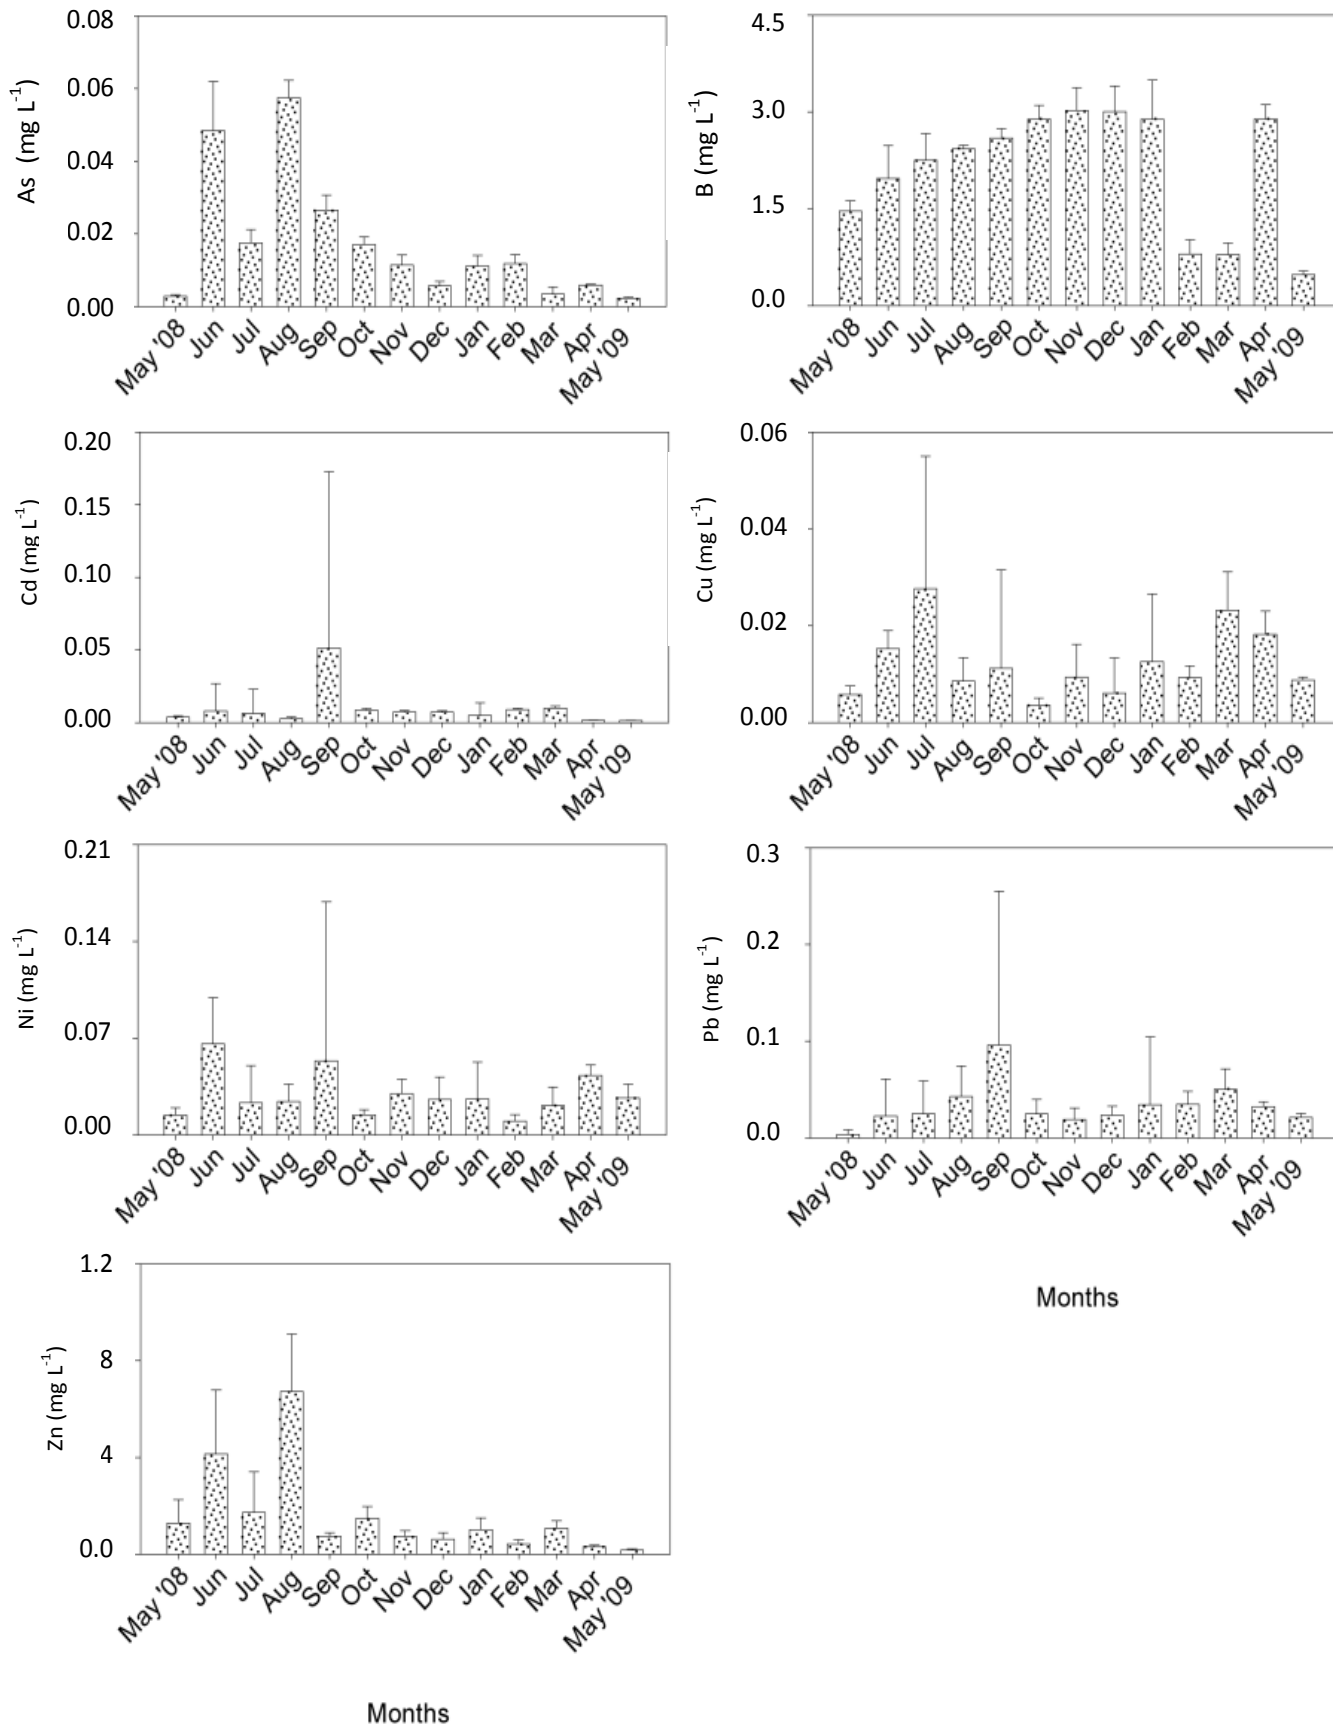 0.08
0.06
0.04
0.02
0.00
As (mg L⁻¹)
May '08 Jun Jul Aug Sep Oct Nov Dec Jan Feb Mar Apr May '09
4.5
3.0
1.5
0.0
B (mg L⁻¹)
May '08 Jun Jul Aug Sep Oct Nov Dec Jan Feb Mar Apr May '09
0.20
0.15
0.10
0.05
0.00
Cd (mg L⁻¹)
May '08 Jun Jul Aug Sep Oct Nov Dec Jan Feb Mar Apr May '09
0.06
0.04
0.02
0.00
Cu (mg L⁻¹)
May '08 Jun Jul Aug Sep Oct Nov Dec Jan Feb Mar Apr May '09
0.21
0.14
0.07
0.00
Ni (mg L⁻¹)
May '08 Jun Jul Aug Sep Oct Nov Dec Jan Feb Mar Apr May '09
0.3
0.2
0.1
0.0
Pb (mg L⁻¹)
May '08 Jun Jul Aug Sep Oct Nov Dec Jan Feb Mar Apr May '09
Months
1.2
8
4
0.0
Zn (mg L⁻¹)
May '08 Jun Jul Aug Sep Oct Nov Dec Jan Feb Mar Apr May '09
Months